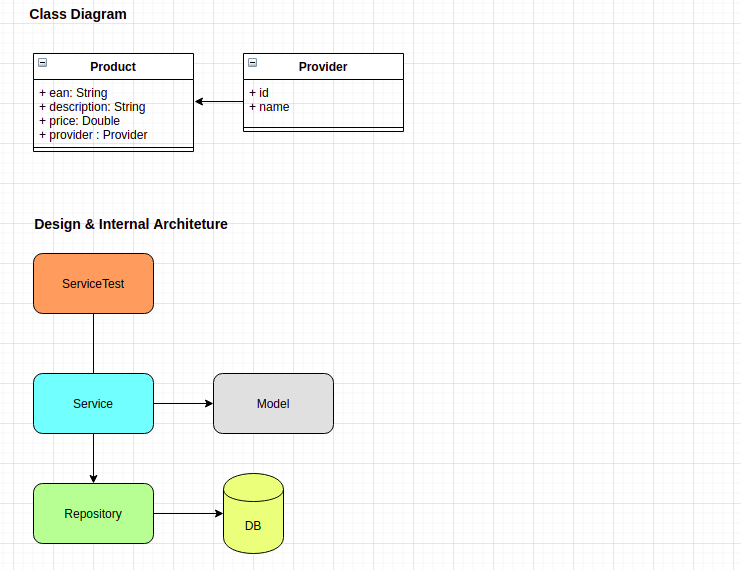 Class Diagram
Product
+ ean: String
+ description: String
+ price: Double
+ provider : Provider
Provider
+ id
+ name
Design & Internal Architeture
ServiceTest
Service
Model
Repository
DB